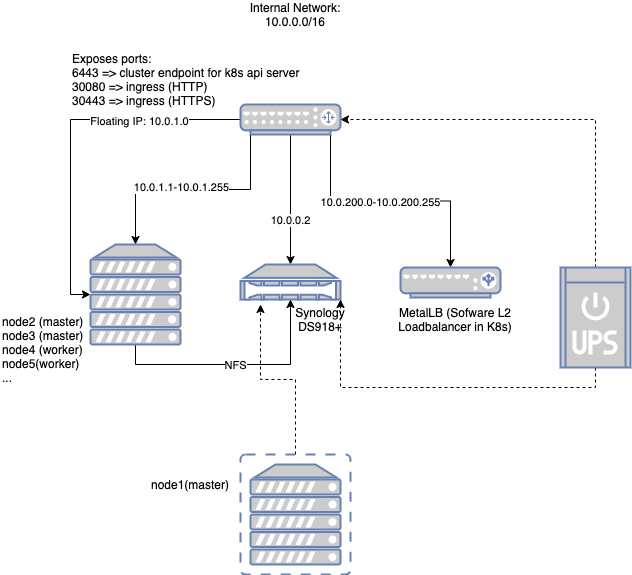 Internal Network:
10.0.0.0/16
Exposes ports:
6443 => cluster endpoint for k8s api server
30080 => ingress (HTTP)
30443 => ingress (HTTPS)
Floating IP: 10.0.1.0
10.0.1.1-10.0.1.255
10.0.200.0-10.0.200.255
10.0.0.2
Synology
DS918+
MetalLB (Sofware L2
Loadbalancer in K8s)
UPS
node2 (master)
node3 (master)
node4 (worker)
node5(worker)
...
NFS
node1(master)